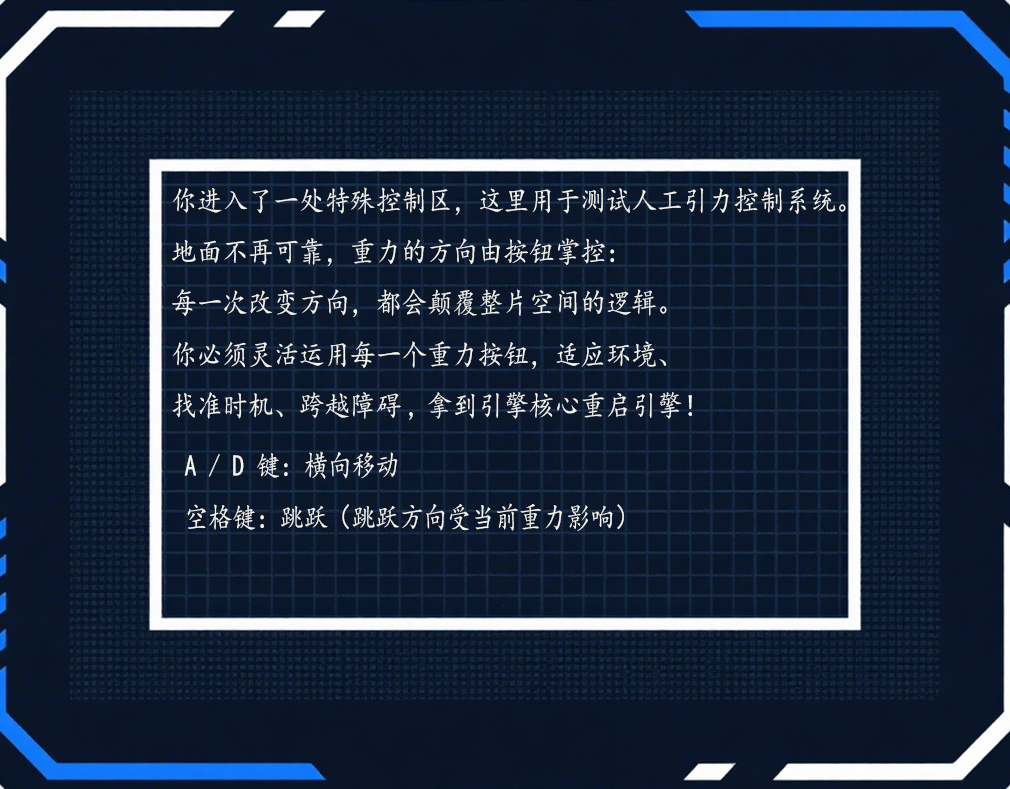 你进入了一处特殊控制区，这里用于测试人工引力控制系统。
地面不再可靠，重力的方向由按钮掌控：
每一次改变方向，都会颠覆整片空间的逻辑。
你必须灵活运用每一个重力按钮，适应环境、
找准时机、跨越障碍，拿到引擎核心重启引擎！
A / D 键：横向移动
空格键：跳跃（跳跃方向受当前重力影响）